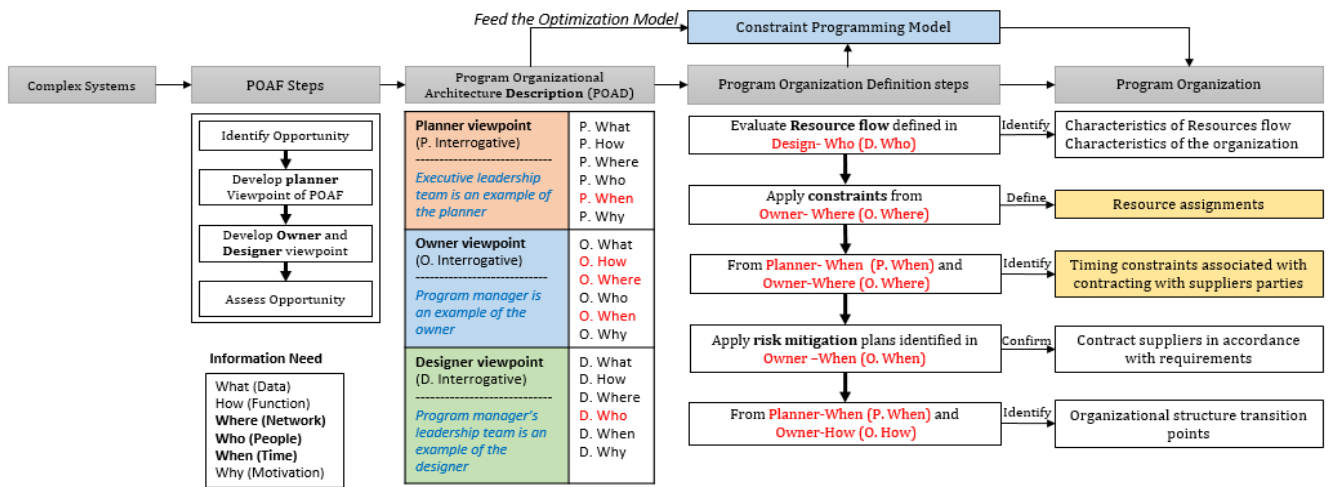 Feed the Optimization Model
Constraint Programming Model
Complex Systems
POAF Steps
Program Organizational
Architecture Description (POAD)
Program Organization Definition steps
Program Organization
Identify Opportunity
Develop planner
Viewpoint of POAF
Develop Owner and
Designer viewpoint
Assess Opportunity
Information Need
What (Data)
How (Function)
Where (Network)
Who (People)
When (Time)
Why (Motivation)
Planner viewpoint
(P. Interrogative)
------------------------------
Executive leadership
team is an example of
the planner
P. What
P. How
P. Where
P. Who
P. When
P. Why
Owner viewpoint
(O. Interrogative)
------------------------------
Program manager is
an example of the
owner
O. What
O. How
O. Where
O. Who
O. When
O. Why
Designer viewpoint
(D. Interrogative)
------------------------------
Program manager's
leadership team is an
example of the
designer
D. What
D. How
D. Where
D. Who
D. When
D. Why
Evaluate Resource flow defined in
Design- Who (D. Who)
Identify
Characteristics of Resources flow
Characteristics of the organization
Apply constraints from
Owner- Where (O. Where)
Define
Resource assignments
From Planner- When (P. When) and
Owner-Where (O. Where)
Identify
Timing constraints associated with
contracting with suppliers parties
Apply risk mitigation plans identified in
Owner –When (O. When)
Confirm
Contract suppliers in accordance
with requirements
From Planner-When (P. When) and
Owner-How (O. How)
Identify
Organizational structure transition
points